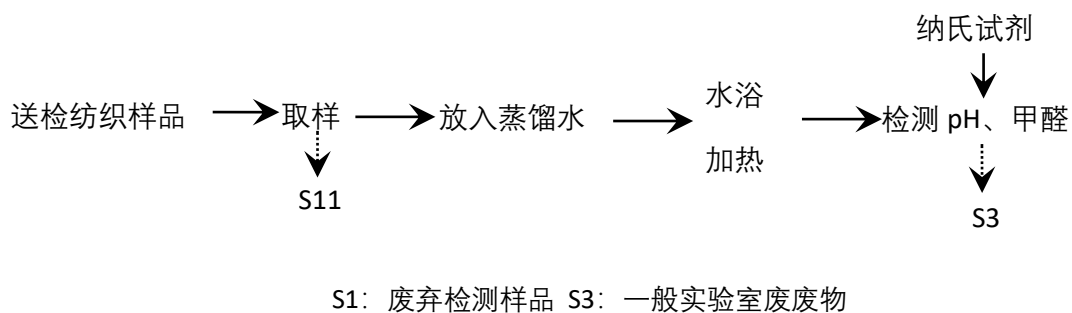 纳氏试剂
送检纺织样品 取样 放入蒸馏水 水浴 加热 检测 pH、甲醛
S11
S3
S1：废弃检测样品 S3：一般实验室废废物